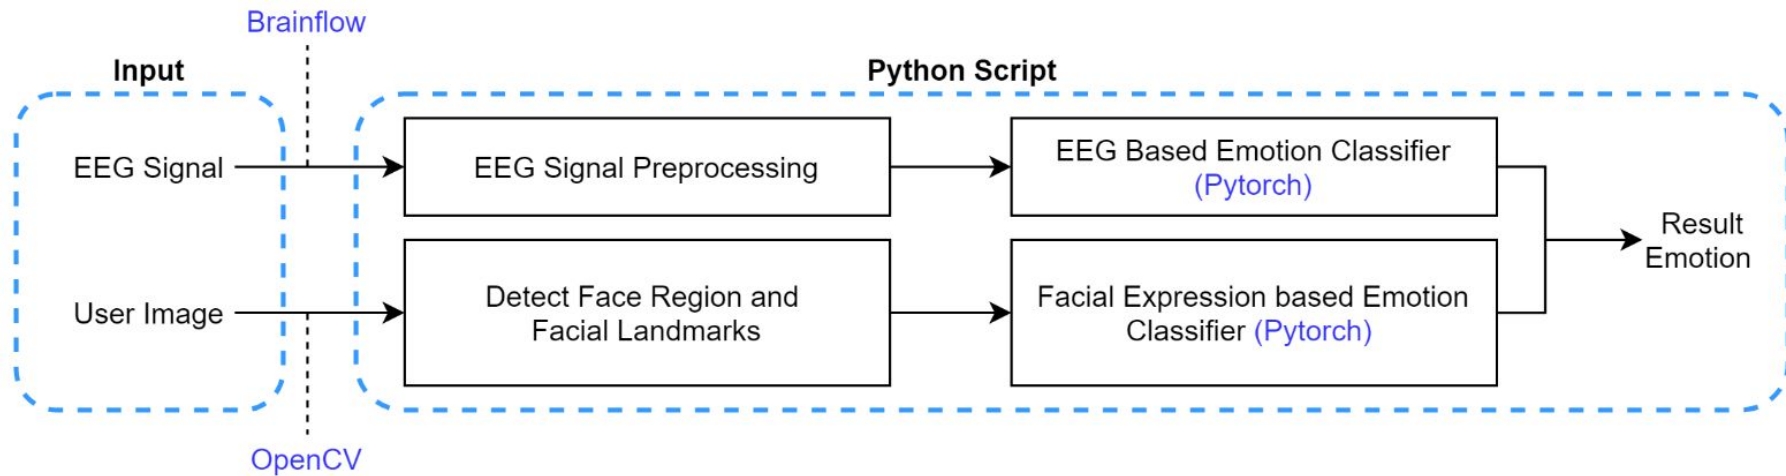 Brainflow
Input
Python Script
EEG Signal
EEG Signal Preprocessing
EEG Based Emotion Classifier
(Pytorch)
Result
Emotion
User Image
Detect Face Region and
Facial Landmarks
Facial Expression based Emotion
Classifier (Pytorch)
OpenCV